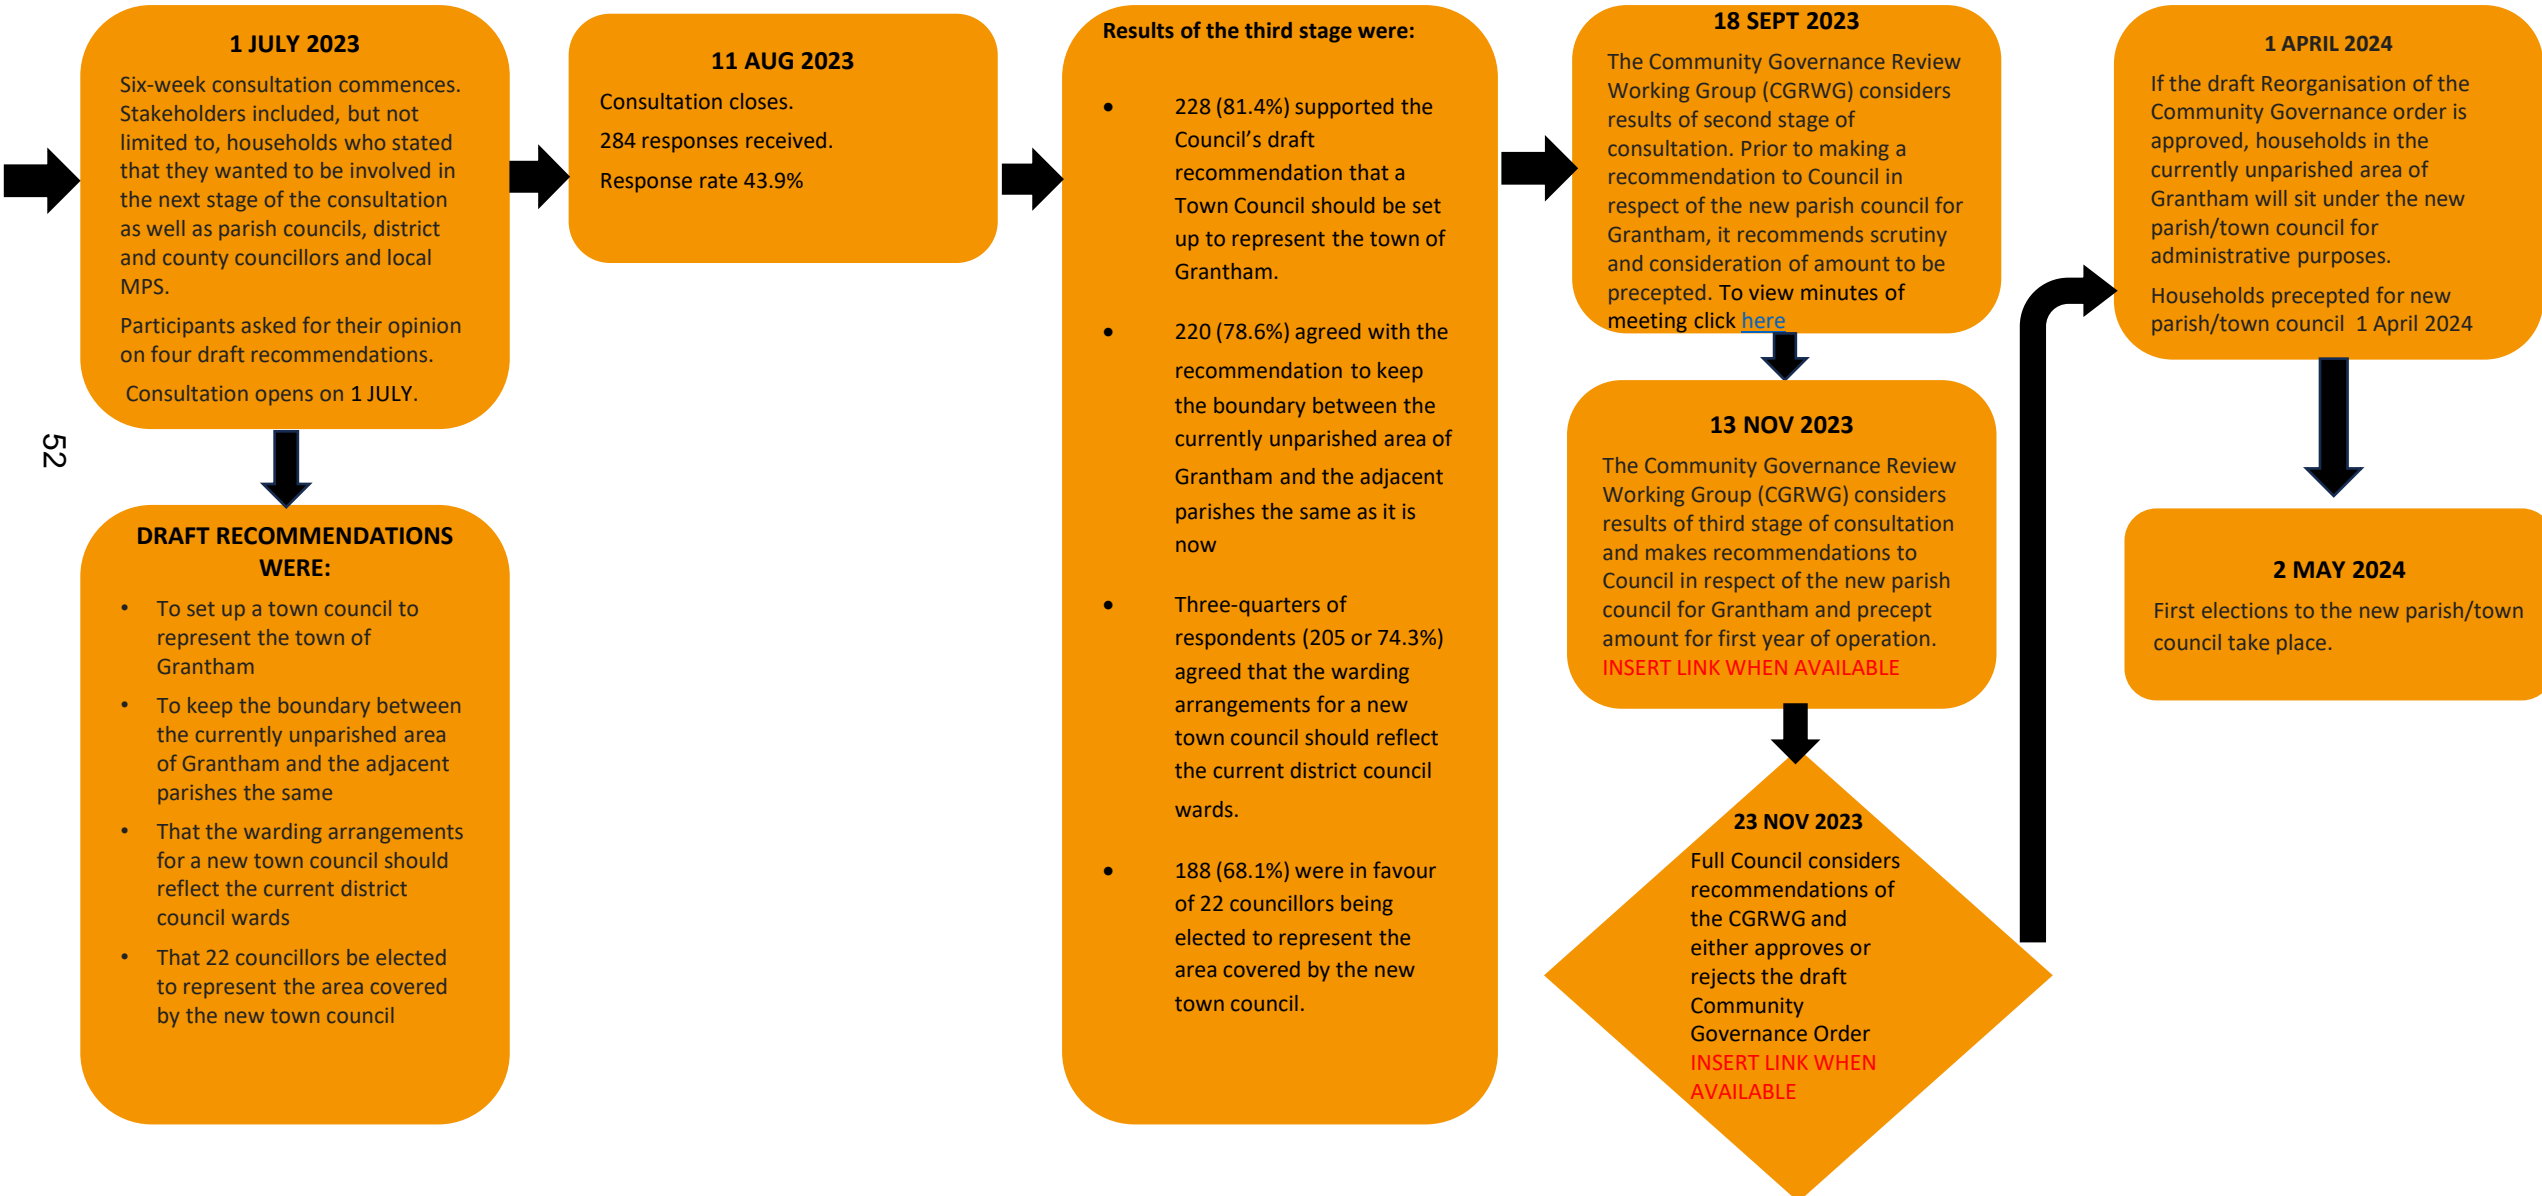 1 JULY 2023
Six-week consultation commences.
Stakeholders included, but not
limited to, households who stated
that they wanted to be involved in
the next stage of the consultation
as well as parish councils, district
and county councillors and local
MPS.
Participants asked for their opinion
on four draft recommendations.
Consultation opens on 1 JULY.
52
DRAFT RECOMMENDATIONS
WERE:
• To set up a town council to
represent the town of
Grantham
• To keep the boundary between
the currently unparished area
of Grantham and the adjacent
parishes the same
• That the warding arrangements
for a new town council should
reflect the current district
council wards
• That 22 councillors be elected
to represent the area covered
by the new town council
11 AUG 2023
Consultation closes.
284 responses received.
Response rate 43.9%
Results of the third stage were:
• 228 (81.4%) supported the
Council’s draft
recommendation that a
Town Council should be set
up to represent the town of
Grantham.
• 220 (78.6%) agreed with the
recommendation to keep
the boundary between the
currently unparished area of
Grantham and the adjacent
parishes the same as it is
now
• Three-quarters of
respondents (205 or 74.3%)
agreed that the warding
arrangements for a new
town council should reflect
the current district council
wards.
• 188 (68.1%) were in favour
of 22 councillors being
elected to represent the
area covered by the new
town council.
18 SEPT 2023
The Community Governance Review
Working Group (CGRWG) considers
results of second stage of
consultation. Prior to making a
recommendation to Council in
respect of the new parish council for
Grantham, it recommends scrutiny
and consideration of amount to be
precepted. To view minutes of
meeting click here
13 NOV 2023
The Community Governance Review
Working Group (CGRWG) considers
results of third stage of consultation
and makes recommendations to
Council in respect of the new parish
council for Grantham and precept
amount for first year of operation.
INSERT LINK WHEN AVAILABLE
23 NOV 2023
Full Council considers
recommendations of
the CGRWG and
either approves or
rejects the draft
Community
Governance Order
INSERT LINK WHEN
AVAILABLE
1 APRIL 2024
If the draft Reorganisation of the
Community Governance order is
approved, households in the
currently unparished area of
Grantham will sit under the new
parish/town council for
administrative purposes.
Households precepted for new
parish/town council 1 April 2024
2 MAY 2024
First elections to the new parish/town
council take place.